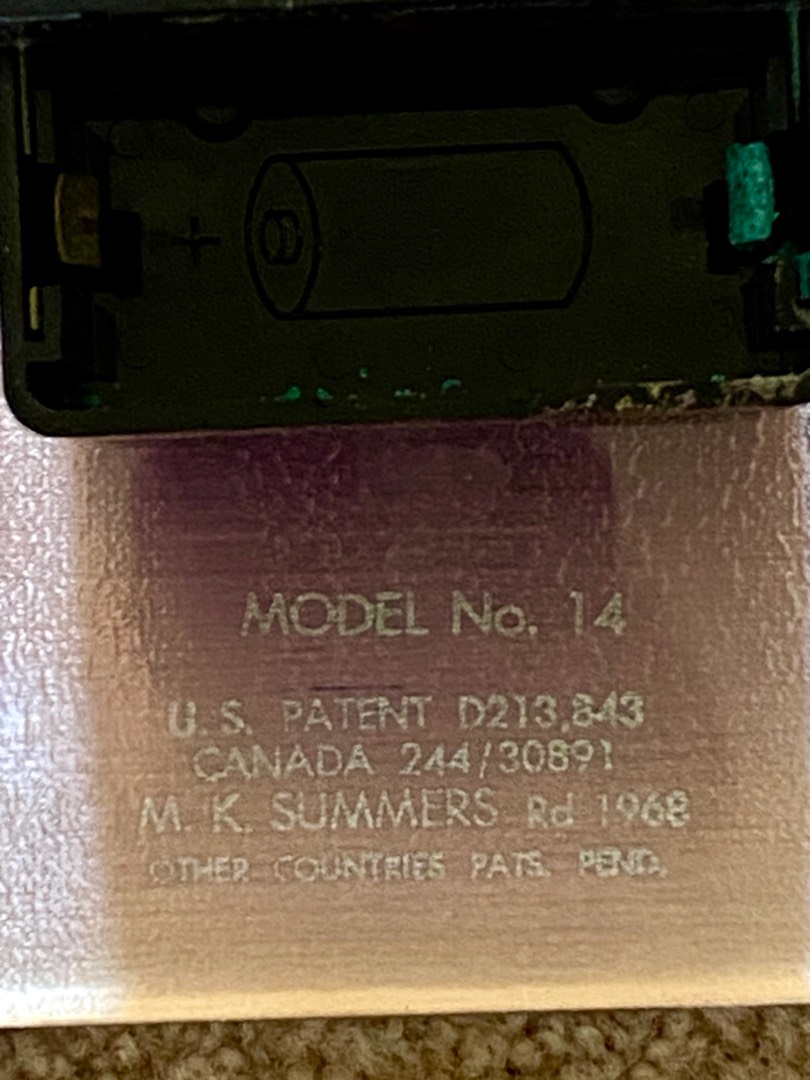 +
MODEL No. 14
U.S. PATENT D213,843
CANADA 244/30891
M. K. SUMMERS Rd 1968
OTHER COUNTRIES PATS. PEND.